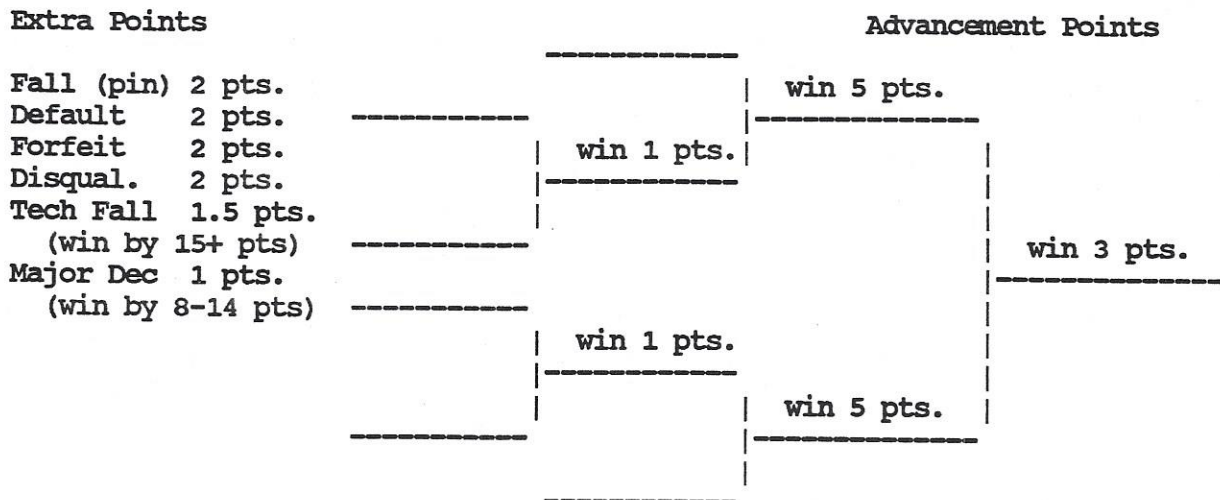 Extra Points
Advancement Points
Fall (pin) 2 pts.
Default 2 pts.
Forfeit 2 pts.
Disqual. 2 pts.
Tech Fall 1.5 pts.
(win by 15+ pts)
Major Dec 1 pts.
(win by 8-14 pts)
win 1 pts.
win 1 pts.
win 5 pts.
win 5 pts.
win 3 pts.